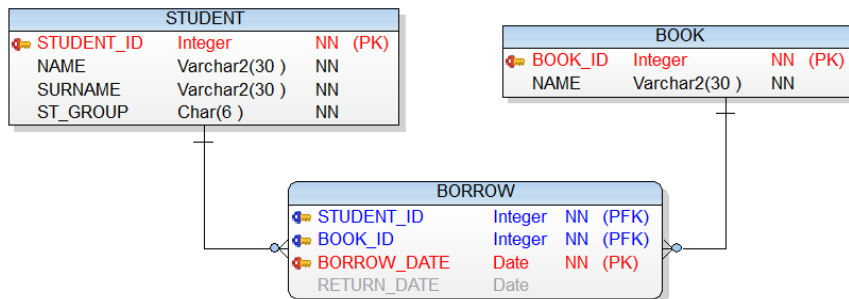 STUDENT
STUDENT_ID Integer NN (PK)
NAME Varchar2(30 ) NN
SURNAME Varchar2(30 ) NN
ST_GROUP Char(6 ) NN
BOOK
BOOK_ID Integer NN (PK)
NAME Varchar2(30 ) NN
BORROW
STUDENT_ID Integer NN (PFK)
BOOK_ID Integer NN (PFK)
BORROW_DATE Date NN (PK)
RETURN_DATE Date